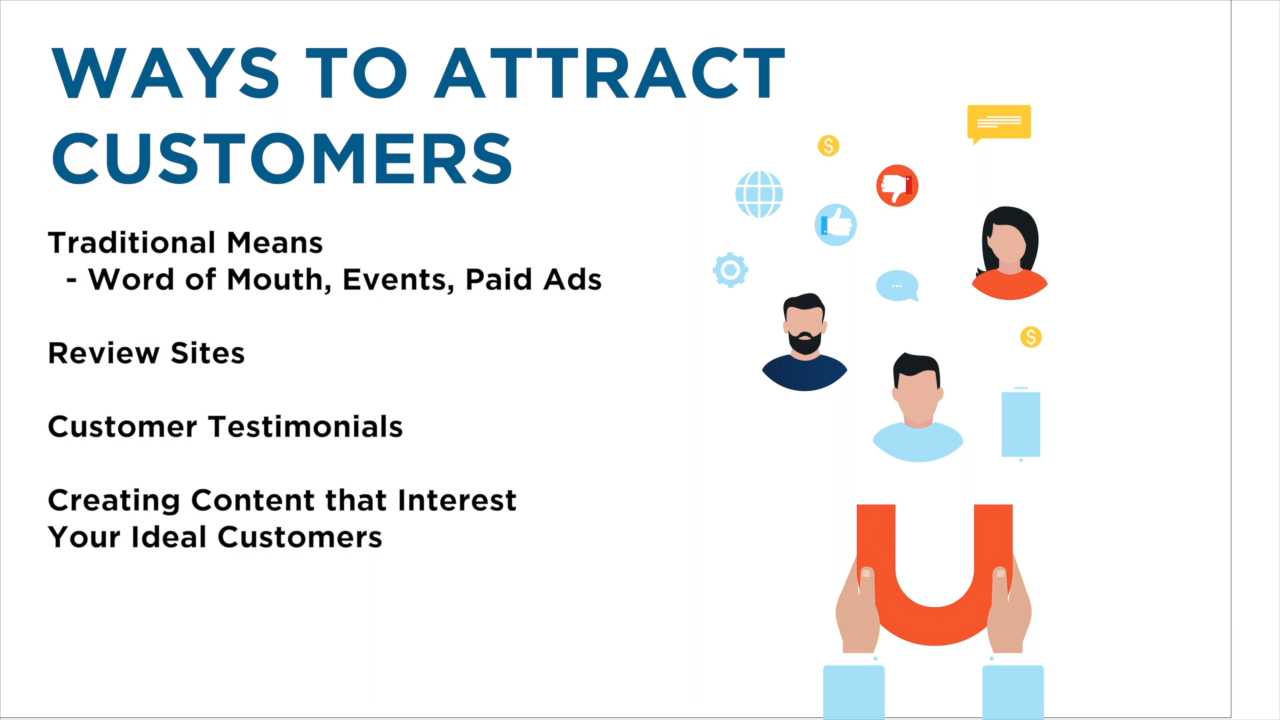 WAYS TO ATTRACT
CUSTOMERS
Traditional Means
- Word of Mouth, Events, Paid Ads
Review Sites
Customer Testimonials
Creating Content that Interest
Your Ideal Customers
$
$